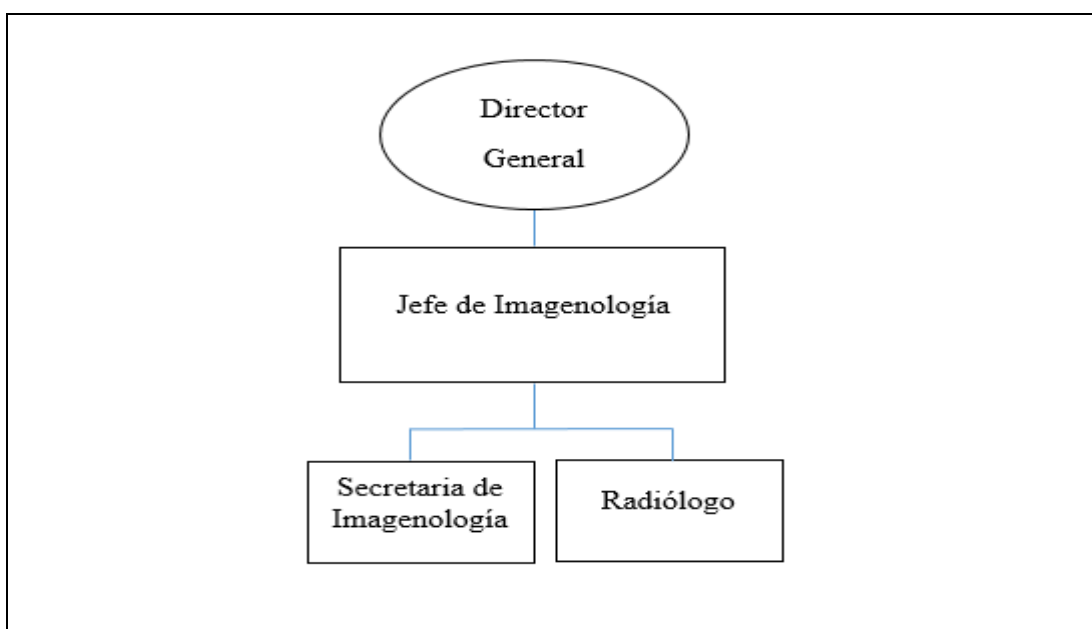 Director
General
Jefe de Imagenología
Secretaria de
Imagenología
Radiólogo